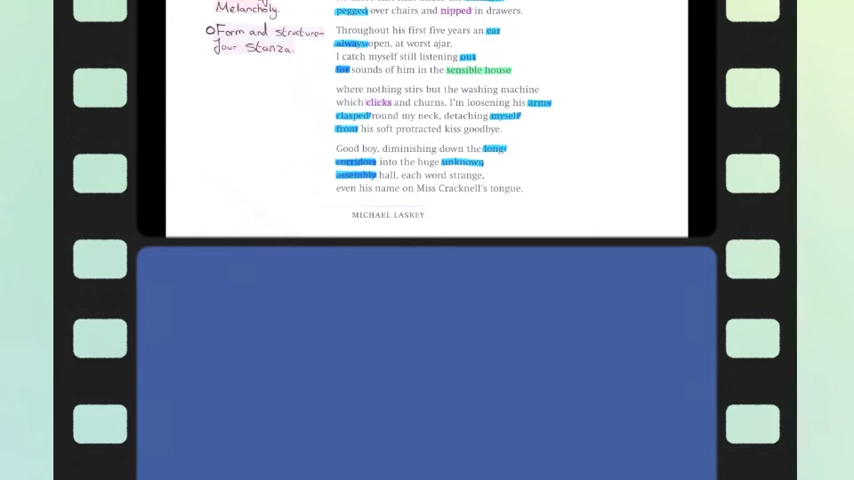 Melancholy.
Form and structure-
four stanza.
pegged over chairs and nipped in drawers.
Throughout his first five years an ear
always open, at worst ajar,
I catch myself still listening out
for sounds of him in the sensible house
where nothing stirs but the washing machine
which clicks and churns. I'm loosening his arms
clasped round my neck, detaching myself
from his soft protracted kiss goodbye.
Good boy, diminishing down the long
corridors into the huge unknown
assembly hall, each word strange,
even his name on Miss Cracknell's tongue.
MICHAEL LASKEY